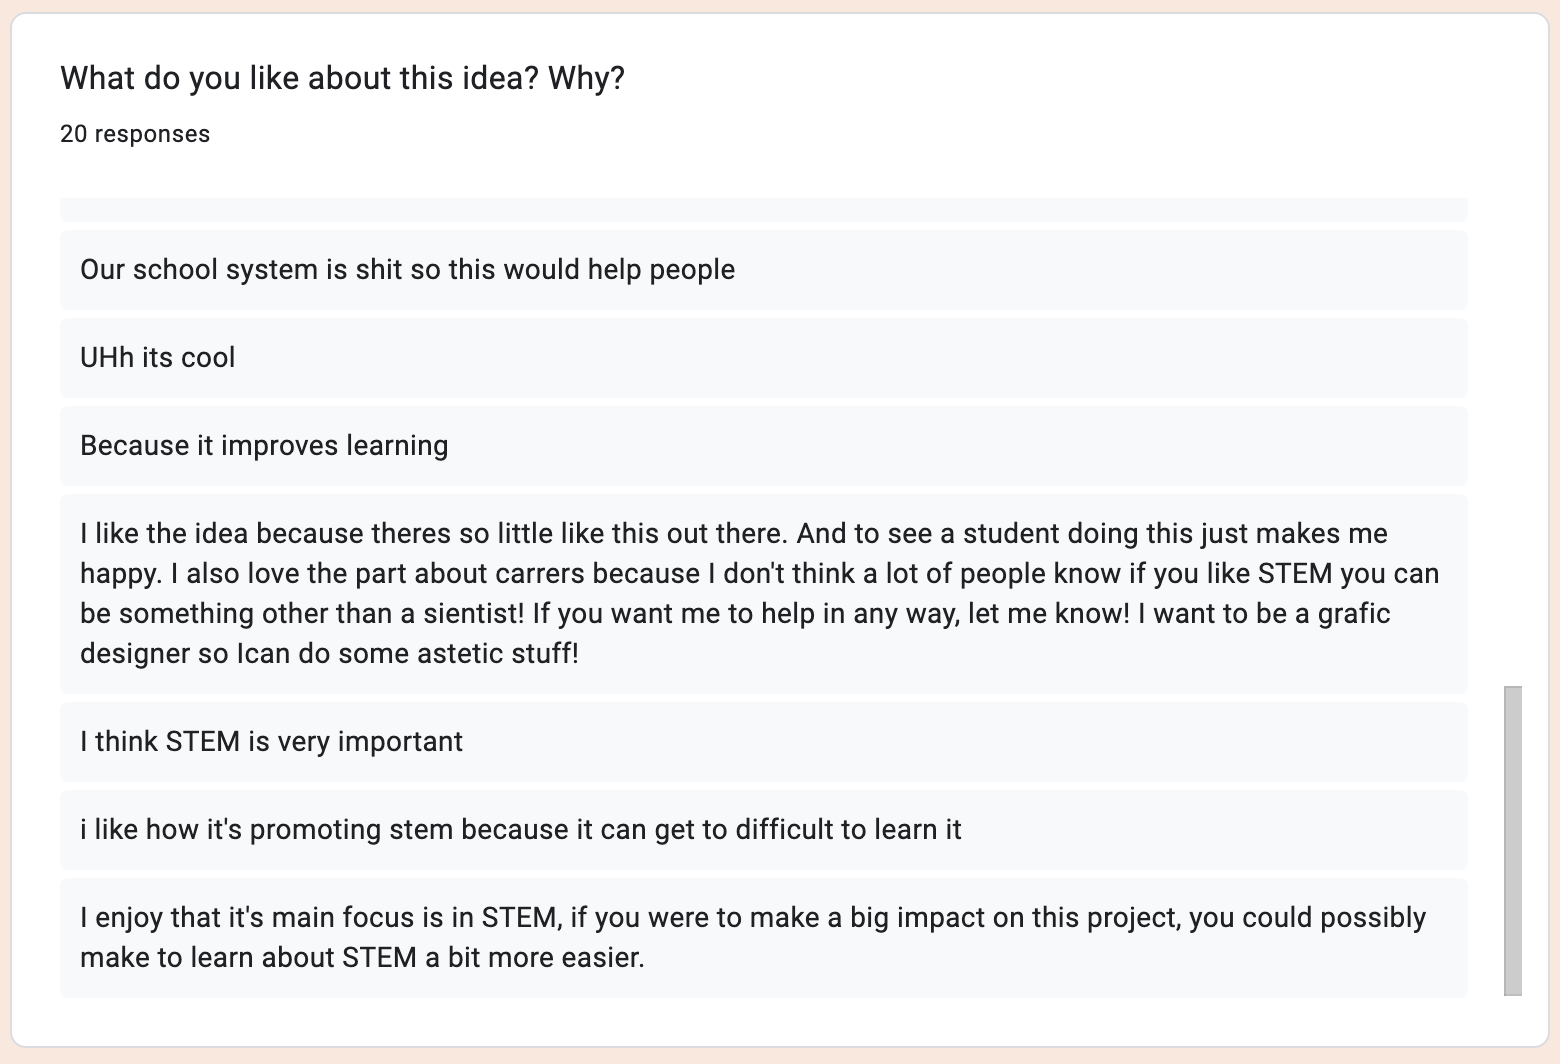 What do you like about this idea? Why?
20 responses
Our school system is shit so this would help people
UHh its cool
Because it improves learning
I like the idea because theres so little like this out there. And to see a student doing this just makes me
happy. I also love the part about carrers because I don't think a lot of people know if you like STEM you can
be something other than a sientist! If you want me to help in any way, let me know! I want to be a grafic
designer so Ican do some astetic stuff!
I think STEM is very important
i like how it's promoting stem because it can get to difficult to learn it
I enjoy that it's main focus is in STEM, if you were to make a big impact on this project, you could possibly
make to learn about STEM a bit more easier.